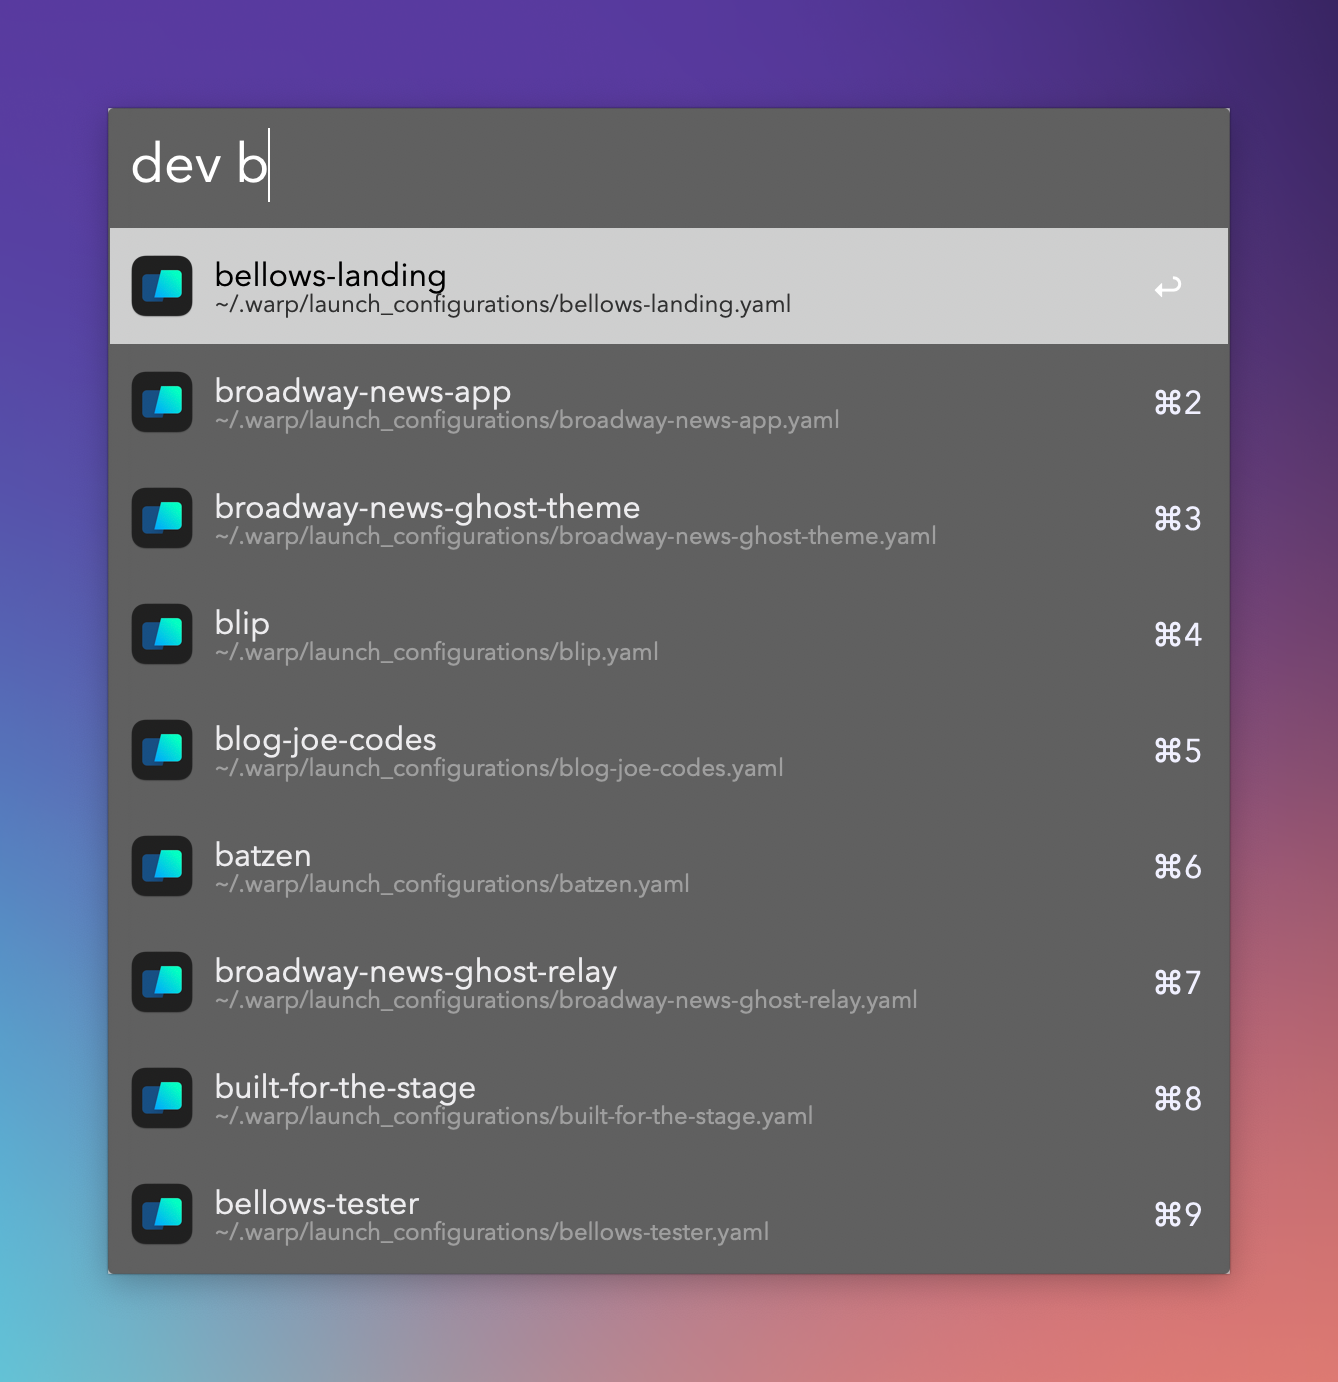 dev b
bellows-landing
~/.warp/launch_configurations/bellows-landing.yaml
broadway-news-app
~/.warp/launch_configurations/broadway-news-app.yaml
⌘2
broadway-news-ghost-theme
~/.warp/launch_configurations/broadway-news-ghost-theme.yaml
⌘3
blip
~/.warp/launch_configurations/blip.yaml
⌘4
blog-joe-codes
~/.warp/launch_configurations/blog-joe-codes.yaml
⌘5
batzen
~/.warp/launch_configurations/batzen.yaml
⌘6
broadway-news-ghost-relay
~/.warp/launch_configurations/broadway-news-ghost-relay.yaml
⌘7
built-for-the-stage
~/.warp/launch_configurations/built-for-the-stage.yaml
⌘8
bellows-tester
~/.warp/launch_configurations/bellows-tester.yaml
⌘9